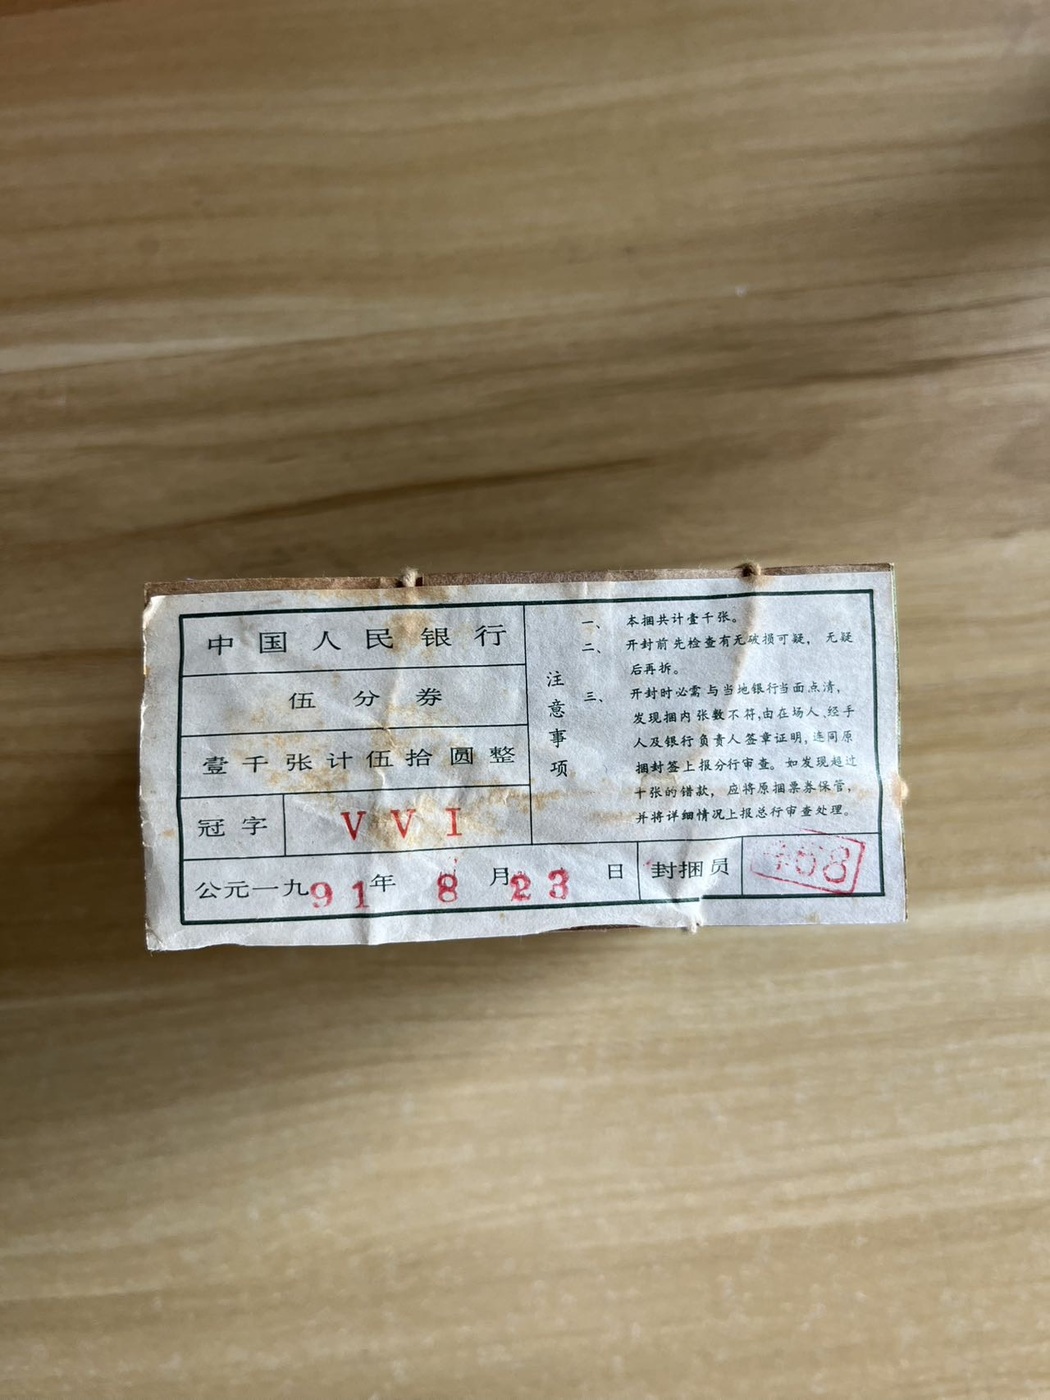 中国人民银行
伍分券
壹千张计伍拾圆整
冠字 VVI
公元一九91年 8月23日
注意事项
一、本捆共计壹千张。
二、开封前先检查有无破损可疑，无疑
后再拆。
三、开封时必需与当地银行当面点清，
发现捆内张数不符,由在场人、经手
人及银行负责人签章证明，连同原
捆封签上报分行审查。如发现超过
十张的错款，应将原捆票券保管，
并将详细情况上报总行审查处理。
封捆员